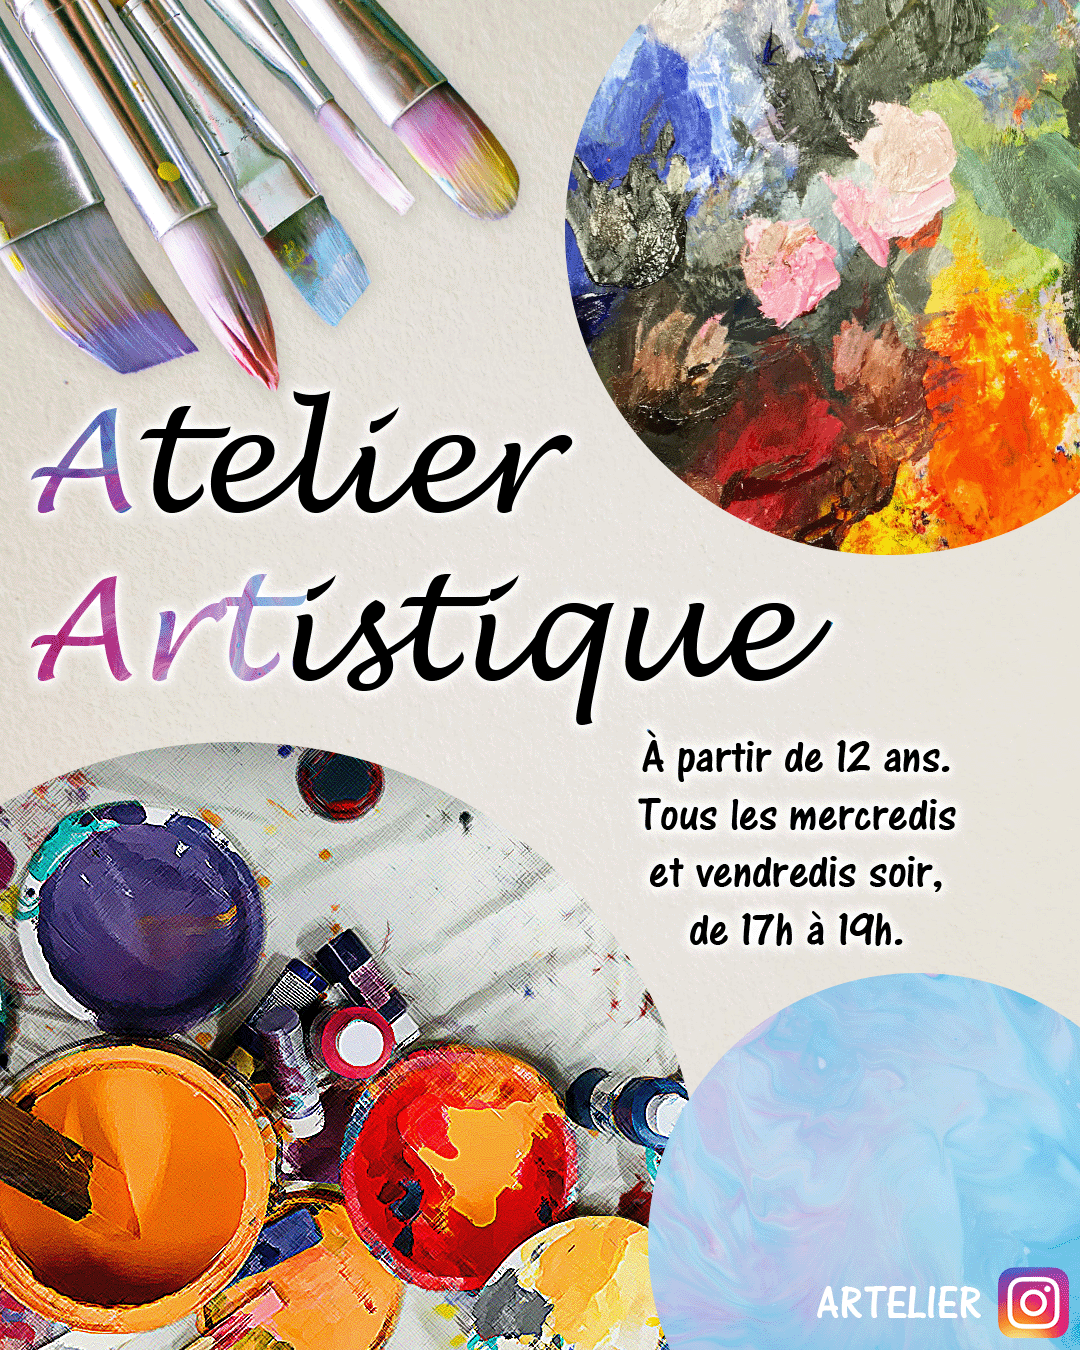 Atelier
Artistique
À partir de 12 ans.
Tous les mercredis
et vendredis soir,
de 17h à 19h.
ARTELIER